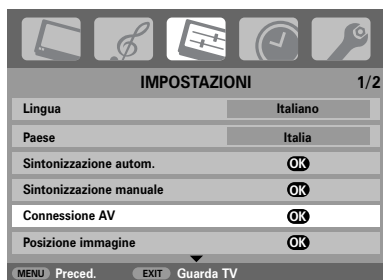 IMPOSTAZIONI 1/2
Lingua Italiano
Paese Italia
Sintonizzazione autom. OK
Sintonizzazione manuale OK
Connessione AV OK
Posizione immagine OK
MENU Preced. EXIT Guarda TV